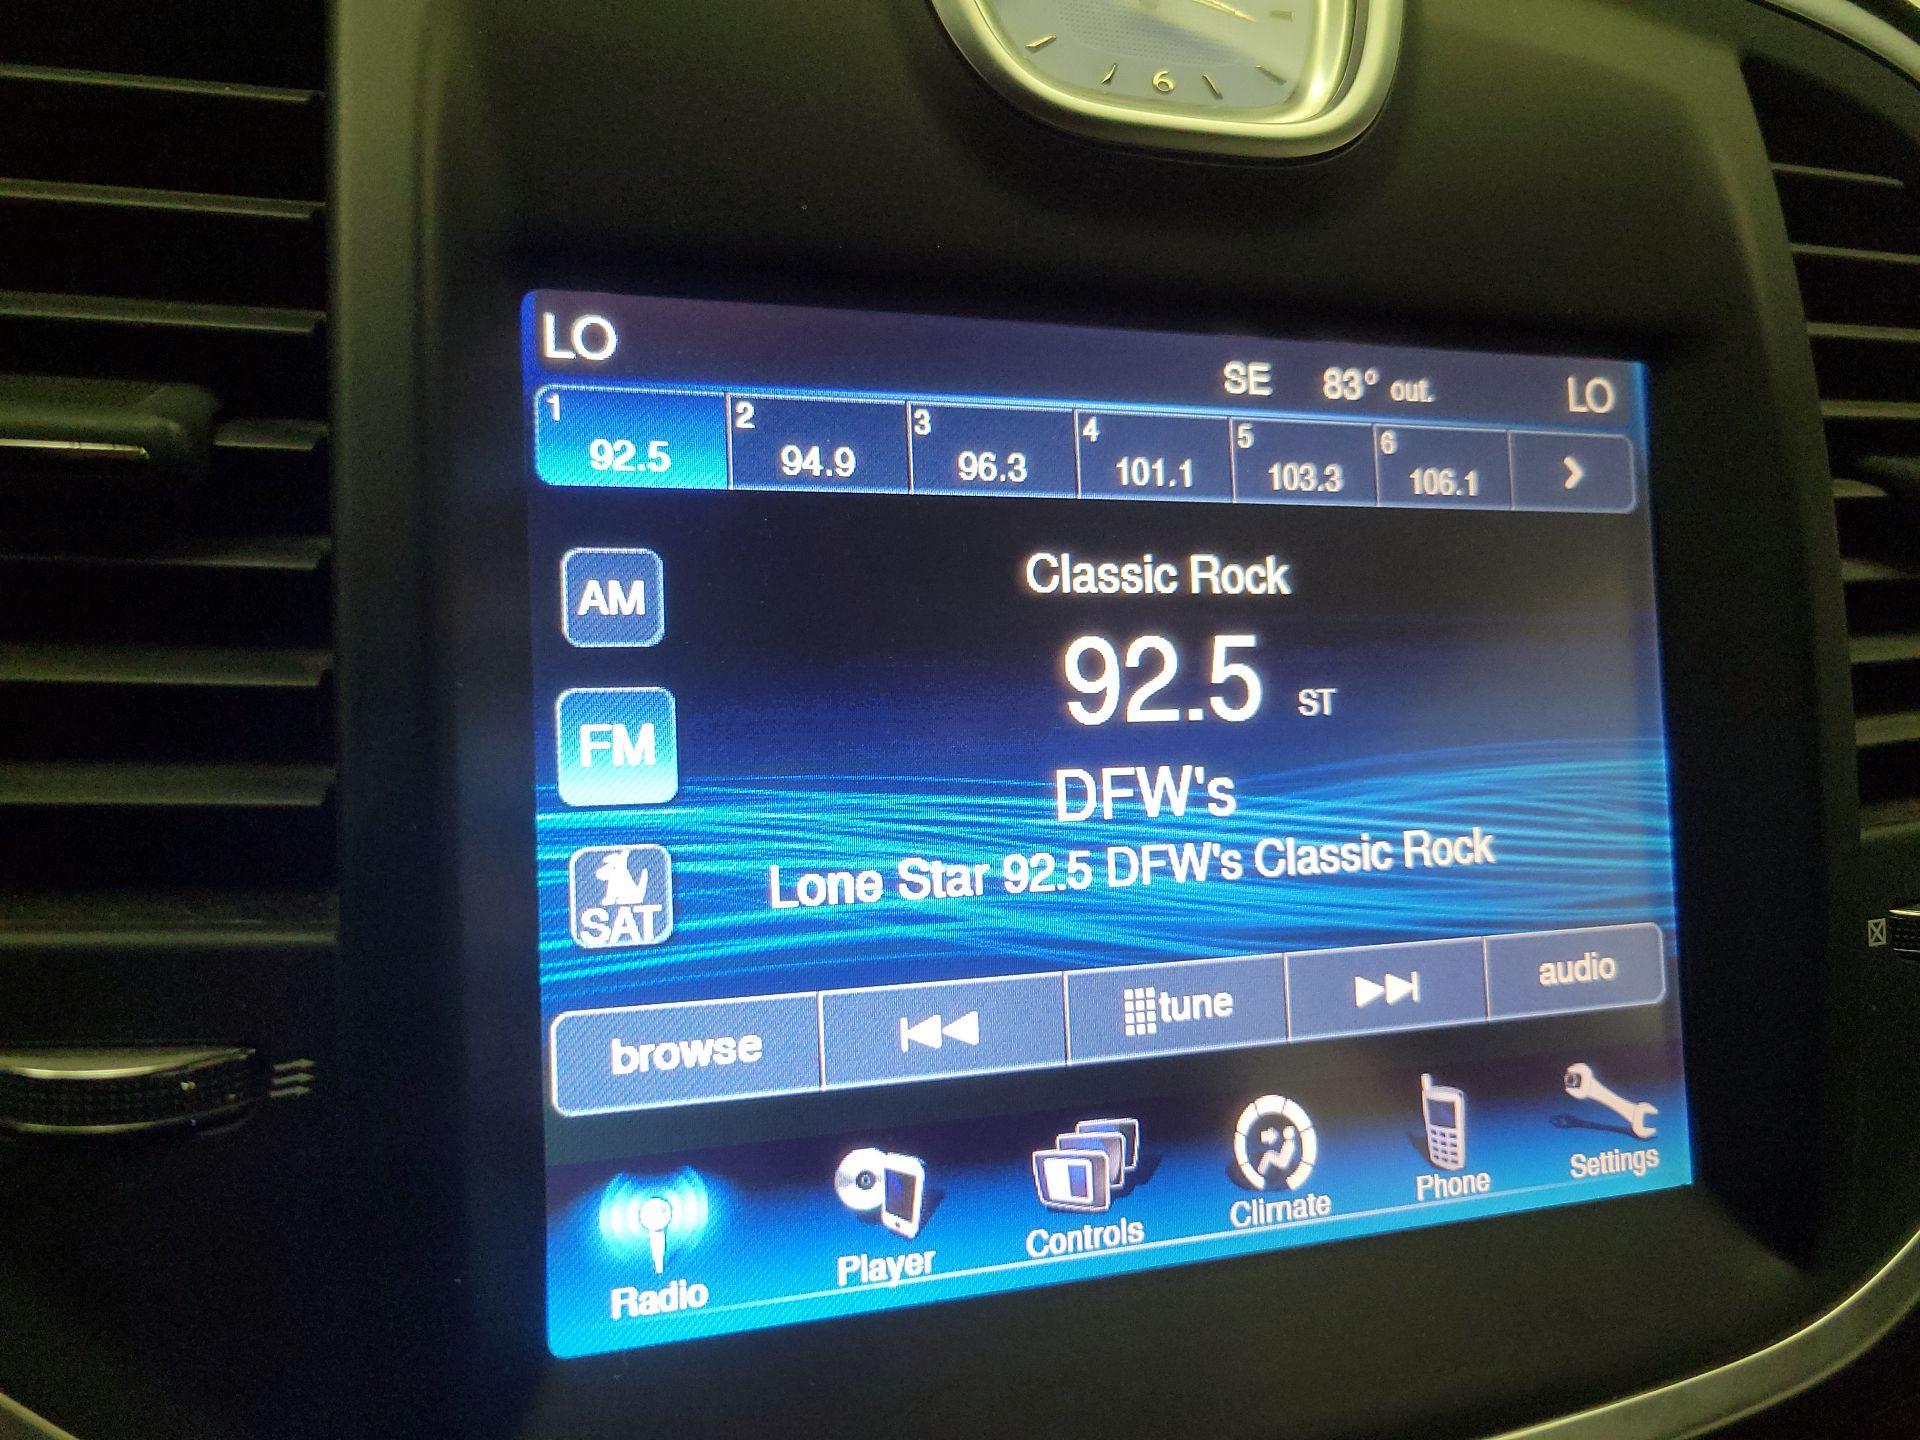 6
LO
SE 83° out. LO
1 92.5 2 94.9 3 96.3 4 101.1 5 103.3 6 106.1
AM
Classic Rock
92.5 ST
FM
DFW's
Lone Star 92.5 DFW's Classic Rock
SAT
browse tune audio
Radio Player Controls Climate Phone Settings